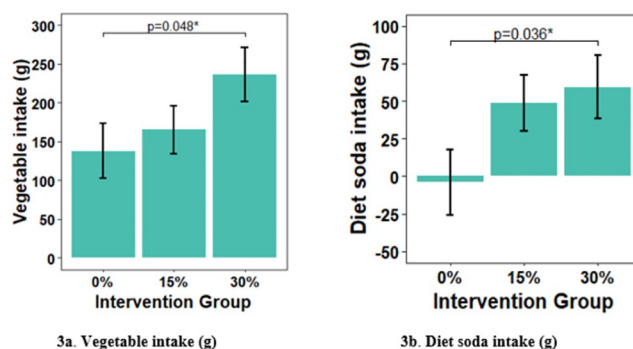 p=0.048*
300
250
200
150
100
50
0
Vegetable intake (g)
0% 15% 30%
Intervention Group
3a. Vegetable intake (g)
p=0.036*
100
75
50
25
0
-25
-50
Diet soda intake (g)
0% 15% 30%
Intervention Group
3b. Diet soda intake (g)